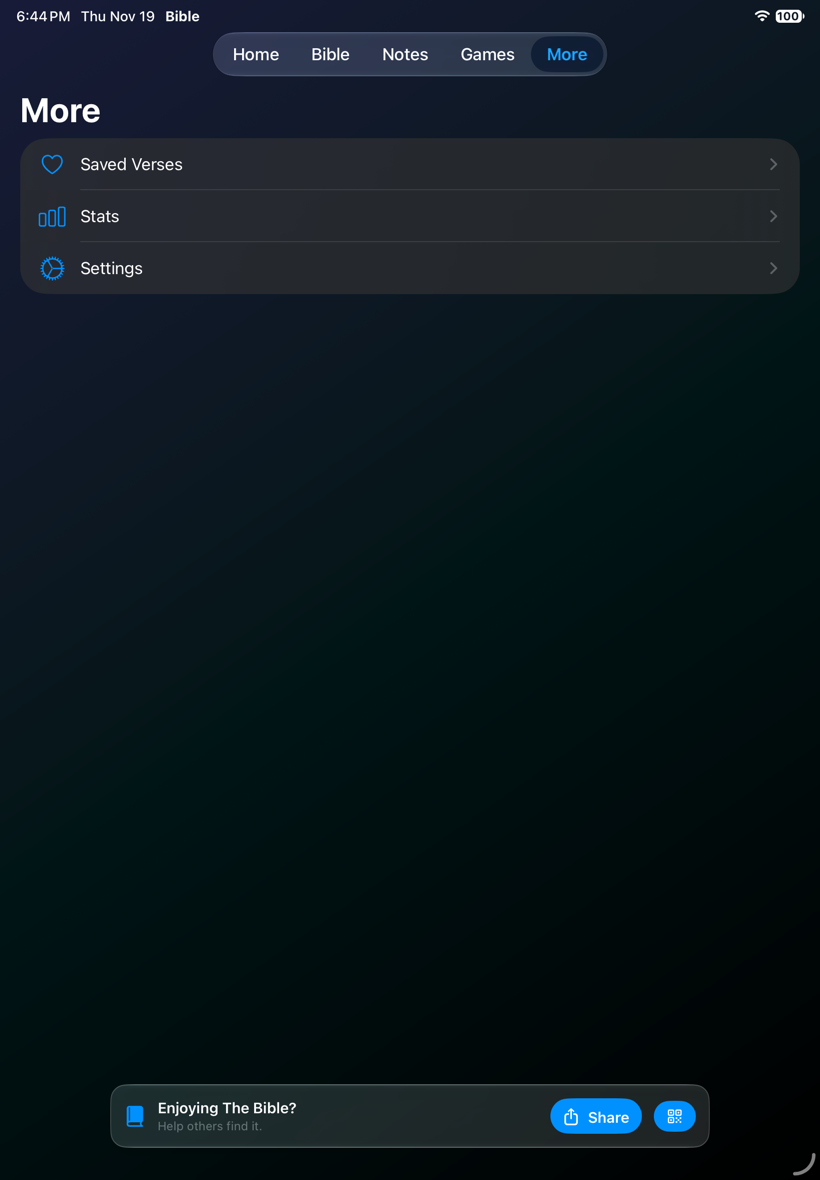 6:44 PM Thu Nov 19 Bible
100
Home Bible Notes Games More
More
Saved Verses
Stats
Settings
Enjoying The Bible?
Help others find it.
Share